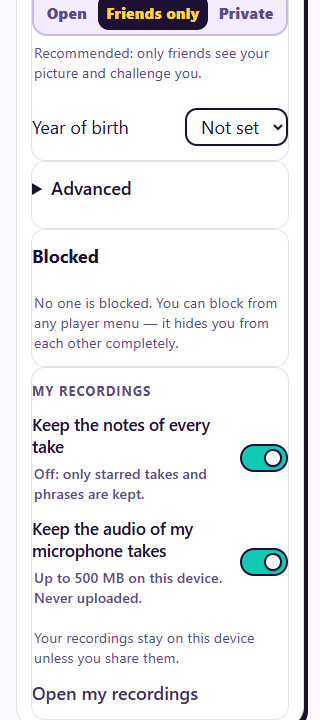 Open Friends only Private
Recommended: only friends see your
picture and challenge you.
Year of birth Not set
Advanced
Blocked
No one is blocked. You can block from
any player menu — it hides you from
each other completely.
MY RECORDINGS
Keep the notes of every
take
Off: only starred takes and
phrases are kept.
Keep the audio of my
microphone takes
Up to 500 MB on this device.
Never uploaded.
Your recordings stay on this device
unless you share them.
Open my recordings